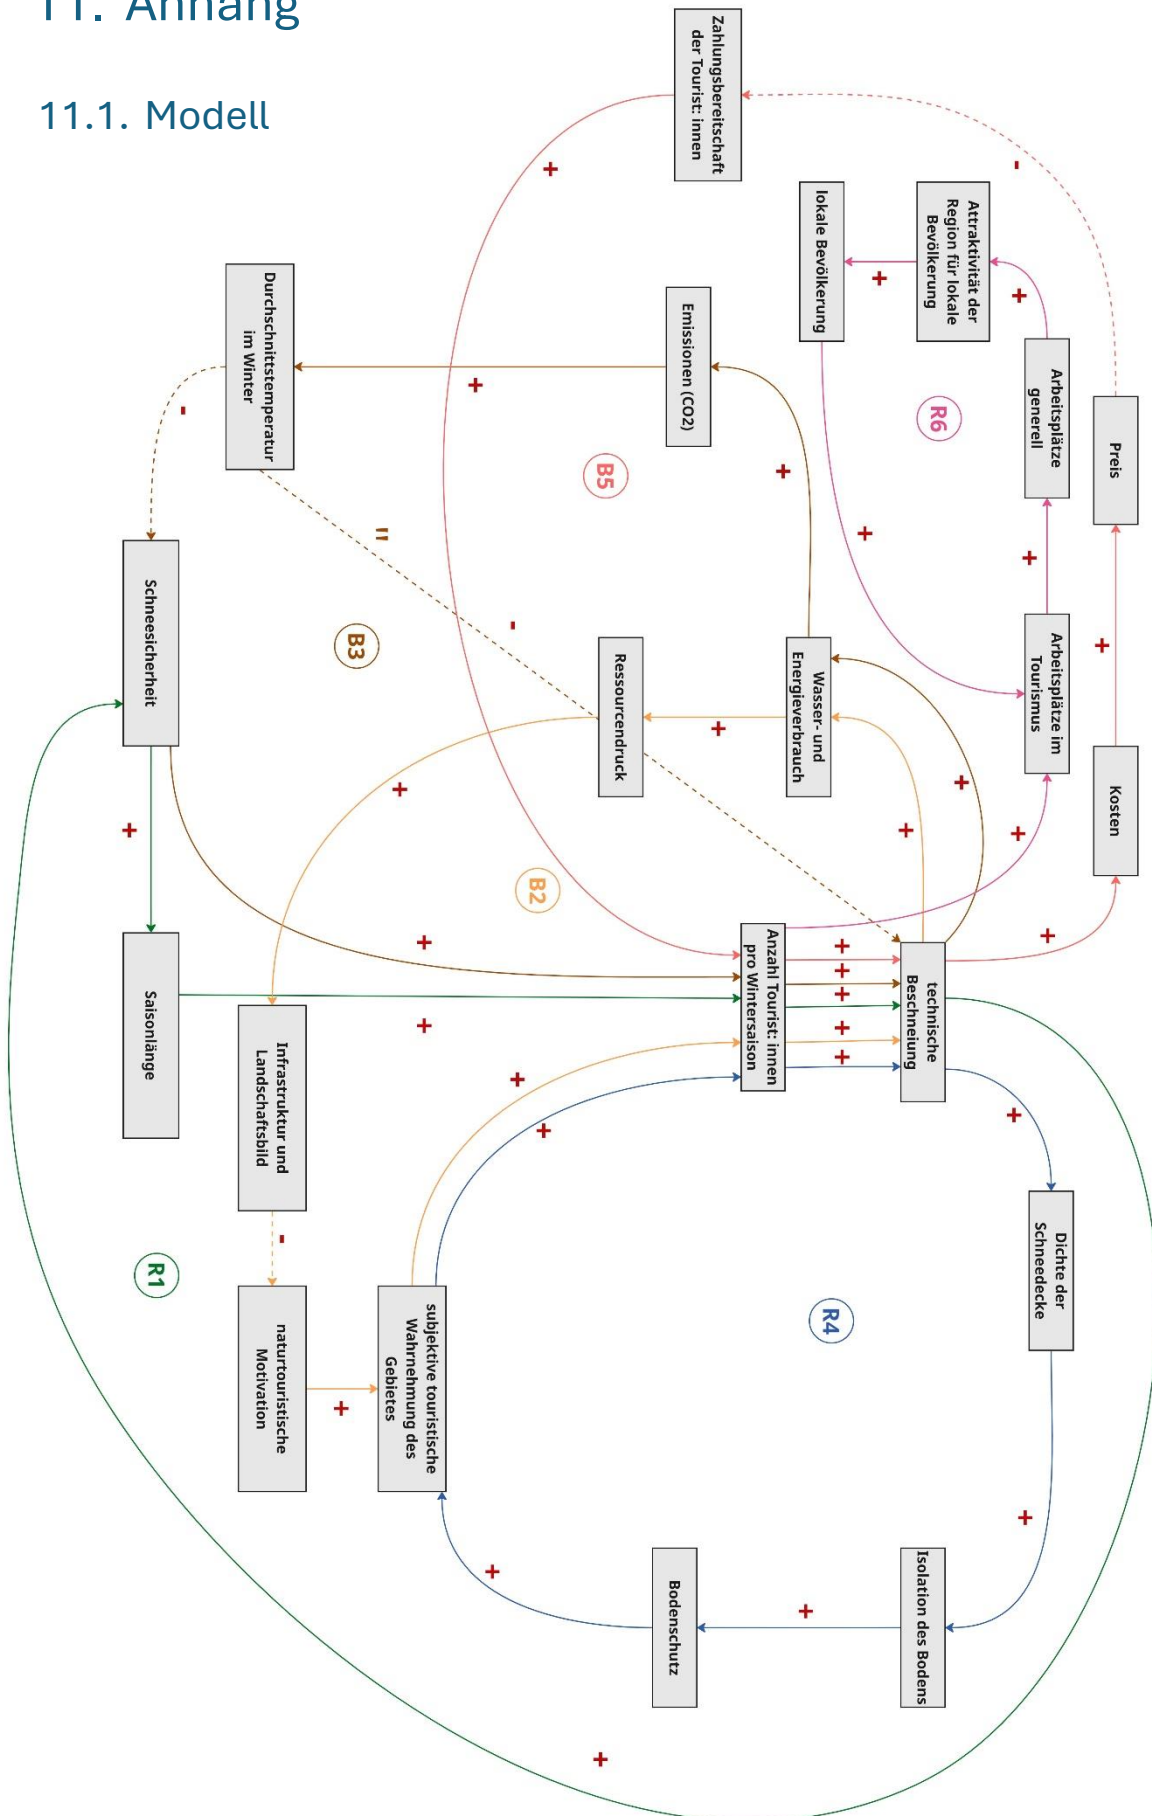 11. Anhang
11.1. Modell
Preis
+
Kosten
-
+
Arbeitsplätze
generell
+
Arbeitsplätze im
Tourismus
+
+
Attraktivität der
Region für lokale
Bevölkerung
+
lokale Bevölkerung
R6
+
+
+
+
Wasser- und
Energieverbrauch
technische
Beschneiung
+
+
+
+
+
Anzahl Tourist: innen
pro Wintersaison
Dichte der
Schneedecke
+
+
Isolation des Bodens
+
Bodenschutz
+
R4
Zahlungsbereitschaft
der Tourist: innen
+
Emissionen (CO2)
+
+
B5
Ressourcendruck
+
+
B2
-
"
B3
Durchschnittstemperatur
im Winter
-
Schneesicherheit
+
Saisonlänge
+
+
Infrastruktur und
Landschaftsbild
-
naturtouristische
Motivation
+
subjektive touristische
Wahrnehmung des
Gebietes
+
+
R1
+